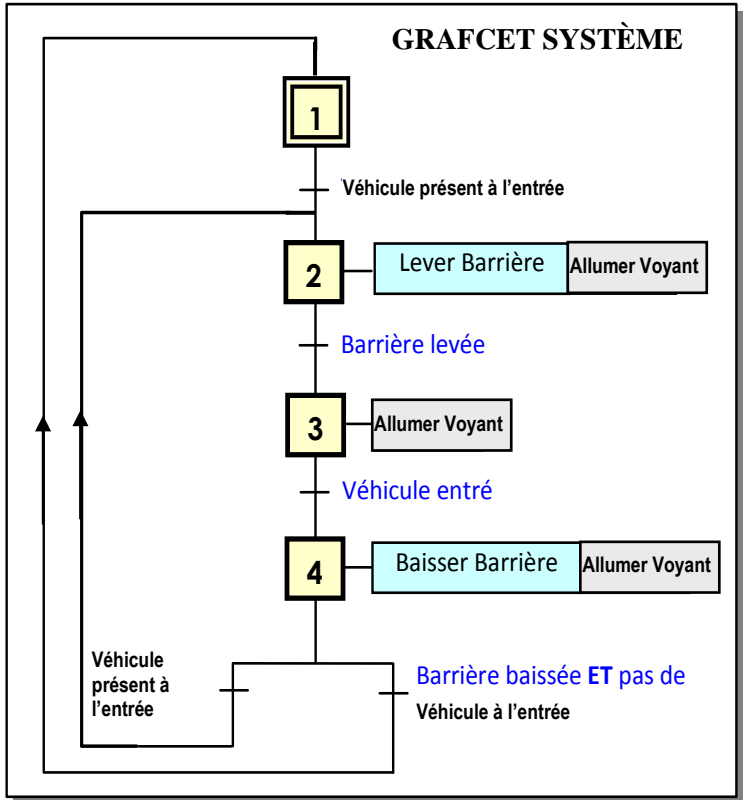 GRAFCET SYSTÈME
1
Véhicule présent à l'entrée
2
Lever Barrière
Allumer Voyant
Barrière levée
3
Allumer Voyant
Véhicule entré
4
Baisser Barrière
Allumer Voyant
Véhicule
présent à
l'entrée
Barrière baissée ET pas de
Véhicule à l'entrée